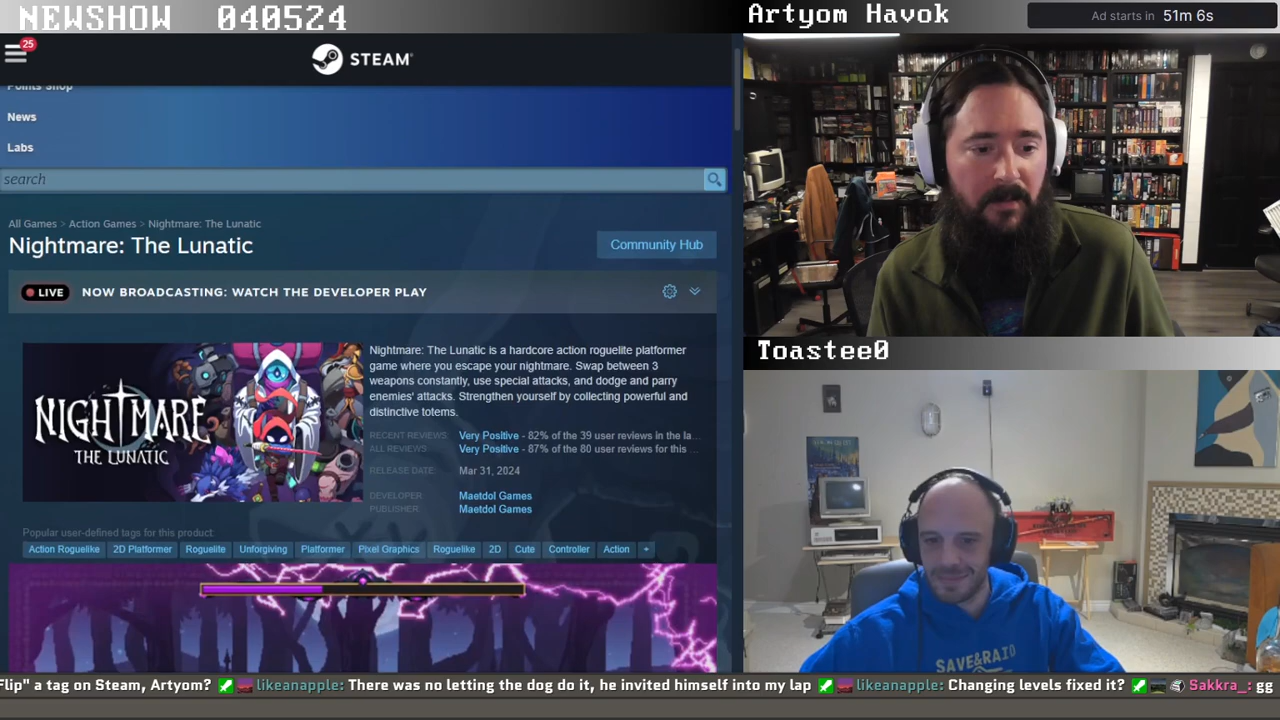 NEWSHOW 040524
Artyom Havok
Ad starts in 51m 6s
25
STEAM
Points Shop
News
Labs
search
All Games > Action Games > Nightmare: The Lunatic
Nightmare: The Lunatic
Community Hub
LIVE NOW BROADCASTING: WATCH THE DEVELOPER PLAY
NIGHTMARE
THE LUNATIC
Nightmare: The Lunatic is a hardcore action roguelite platformer
game where you escape your nightmare. Swap between 3
weapons constantly, use special attacks, and dodge and parry
enemies' attacks. Strengthen yourself by collecting powerful and
distinctive totems.
RECENT REVIEWS: Very Positive - 82% of the 39 user reviews in the la...
ALL REVIEWS: Very Positive - 87% of the 80 user reviews for this ...
RELEASE DATE: Mar 31, 2024
DEVELOPER: Maetdol Games
PUBLISHER: Maetdol Games
Popular user-defined tags for this product:
Action Roguelike 2D Platformer Roguelite Unforgiving Platformer Pixel Graphics Roguelike 2D Cute Controller Action +
Toastee0
SAVE&RAID
Flip" a tag on Steam, Artyom? likeanapple: There was no letting the dog do it, he invited himself into my lap likeanapple: Changing levels fixed it? Sakkra_: gg